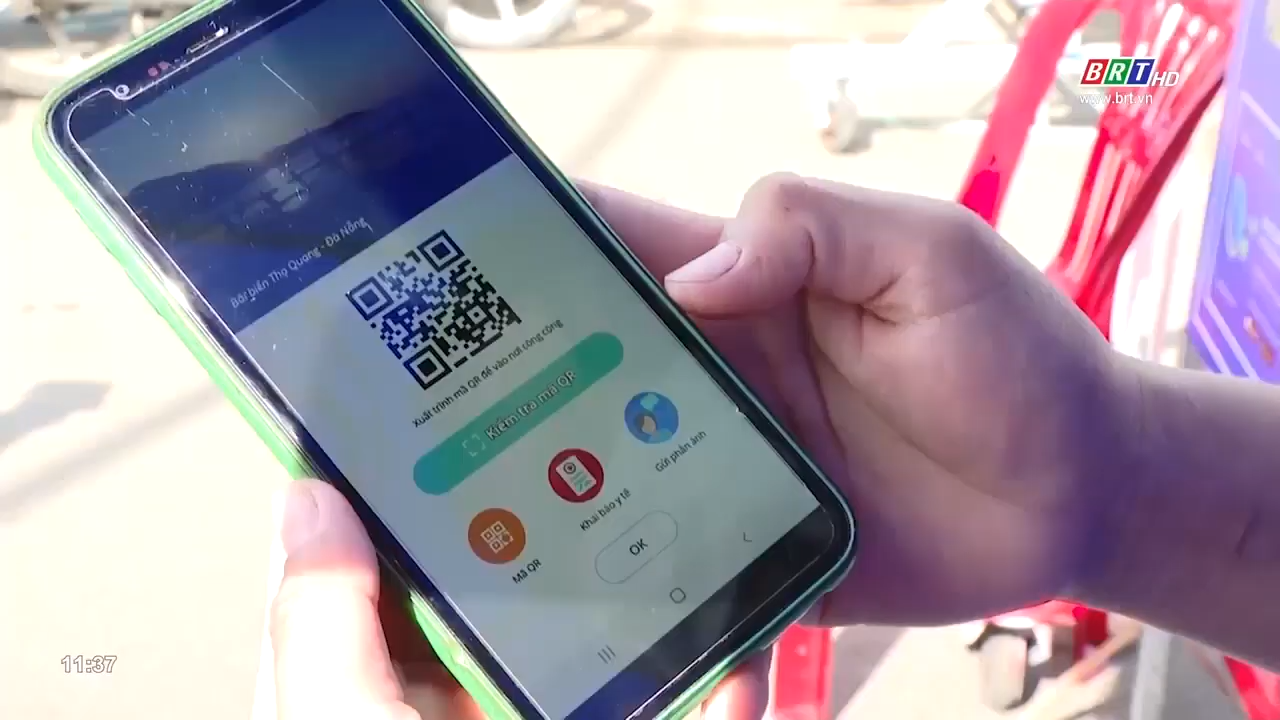 BRT HD
www.brt.vn
Bãi biển Thọ Quang - Đà Nẵng
Xuất trình mã QR để vào nơi công cộng
Kiểm tra mã QR
Gửi phản ánh
Khai báo y tế
Mã QR
OK
11:37